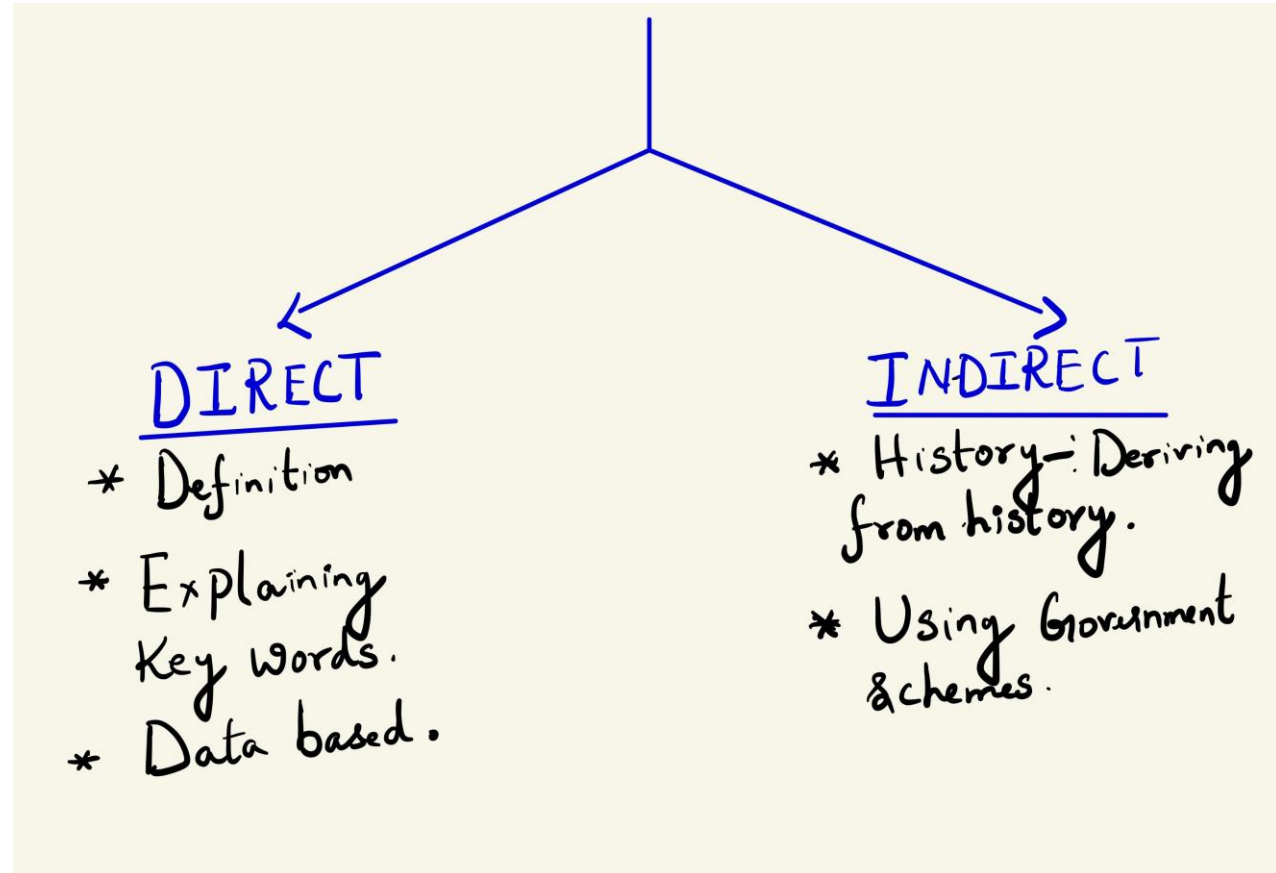 DIRECT
* Definition
* Explaining
Key words.
* Data based.
INDIRECT
* History-: Deriving
from history.
* Using Government
schemes.